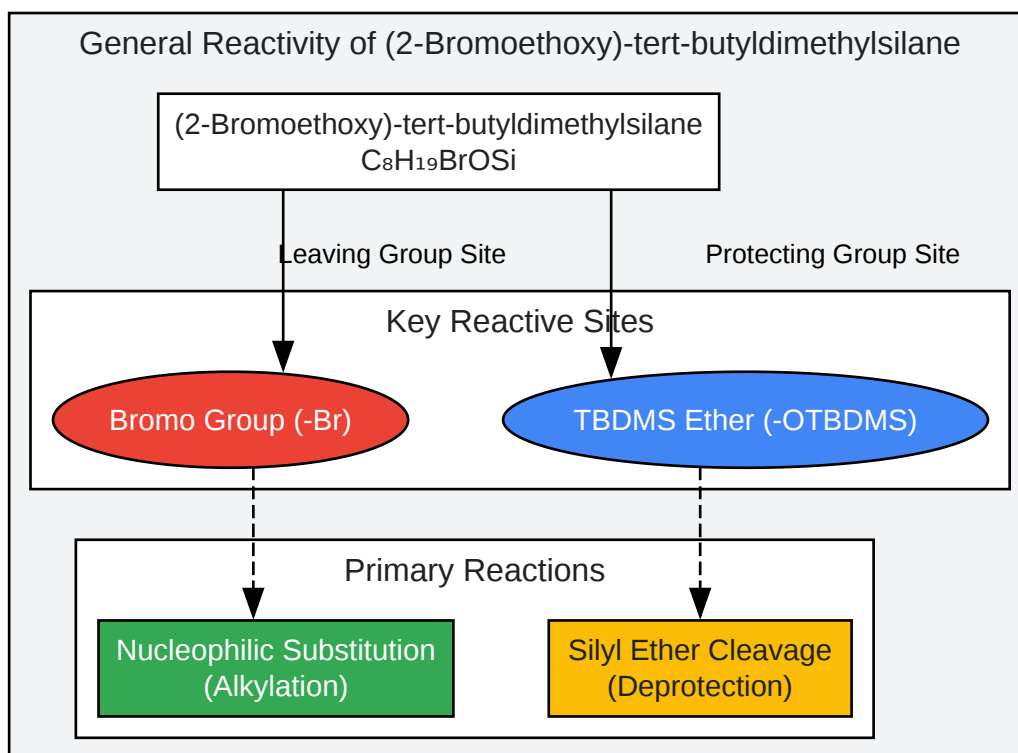 General Reactivity of (2-Bromoethoxy)-tert-butyldimethylsilane
(2-Bromoethoxy)-tert-butyldimethylsilane
C₈H₁₉BrOSi
Leaving Group Site
Protecting Group Site
Key Reactive Sites
Bromo Group (-Br)
TBDMS Ether (-OTBDMS)
Primary Reactions
Nucleophilic Substitution
(Alkylation)
Silyl Ether Cleavage
(Deprotection)